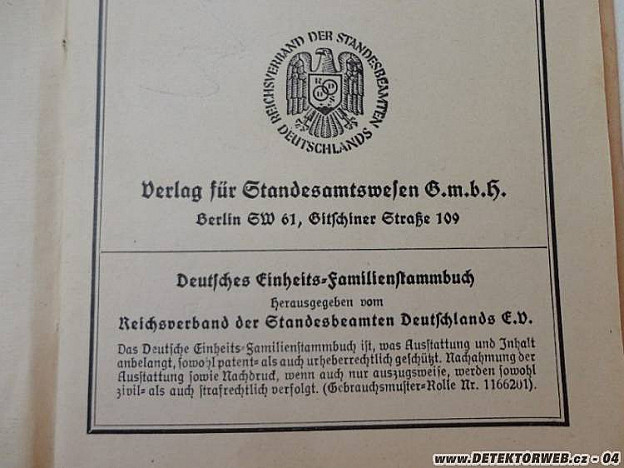 REICHSVERBAND DER STANDESBEAMTEN DEUTSCHLANDS
Verlag für Standesamtswesen G.m.b.H.
Berlin SW 61, Gitschiner Straße 109
Deutsches Einheits-Familienstammbuch
Herausgegeben vom
Reichsverband der Standesbeamten Deutschlands E.V.
Das Deutsche Einheits-Familienstammbuch ist, was Ausstattung und Inhalt
anbelangt, sowohl patent- als auch urheberrechtlich geschützt. Nachahmung der
Ausstattung sowie Nachdruck, wenn auch nur auszugsweise, werden sowohl
zivil- als auch strafrechtlich verfolgt. (Gebrauchsmuster-Rolle Nr. 1166201).
www.DETEKTORWEB.cz - 04